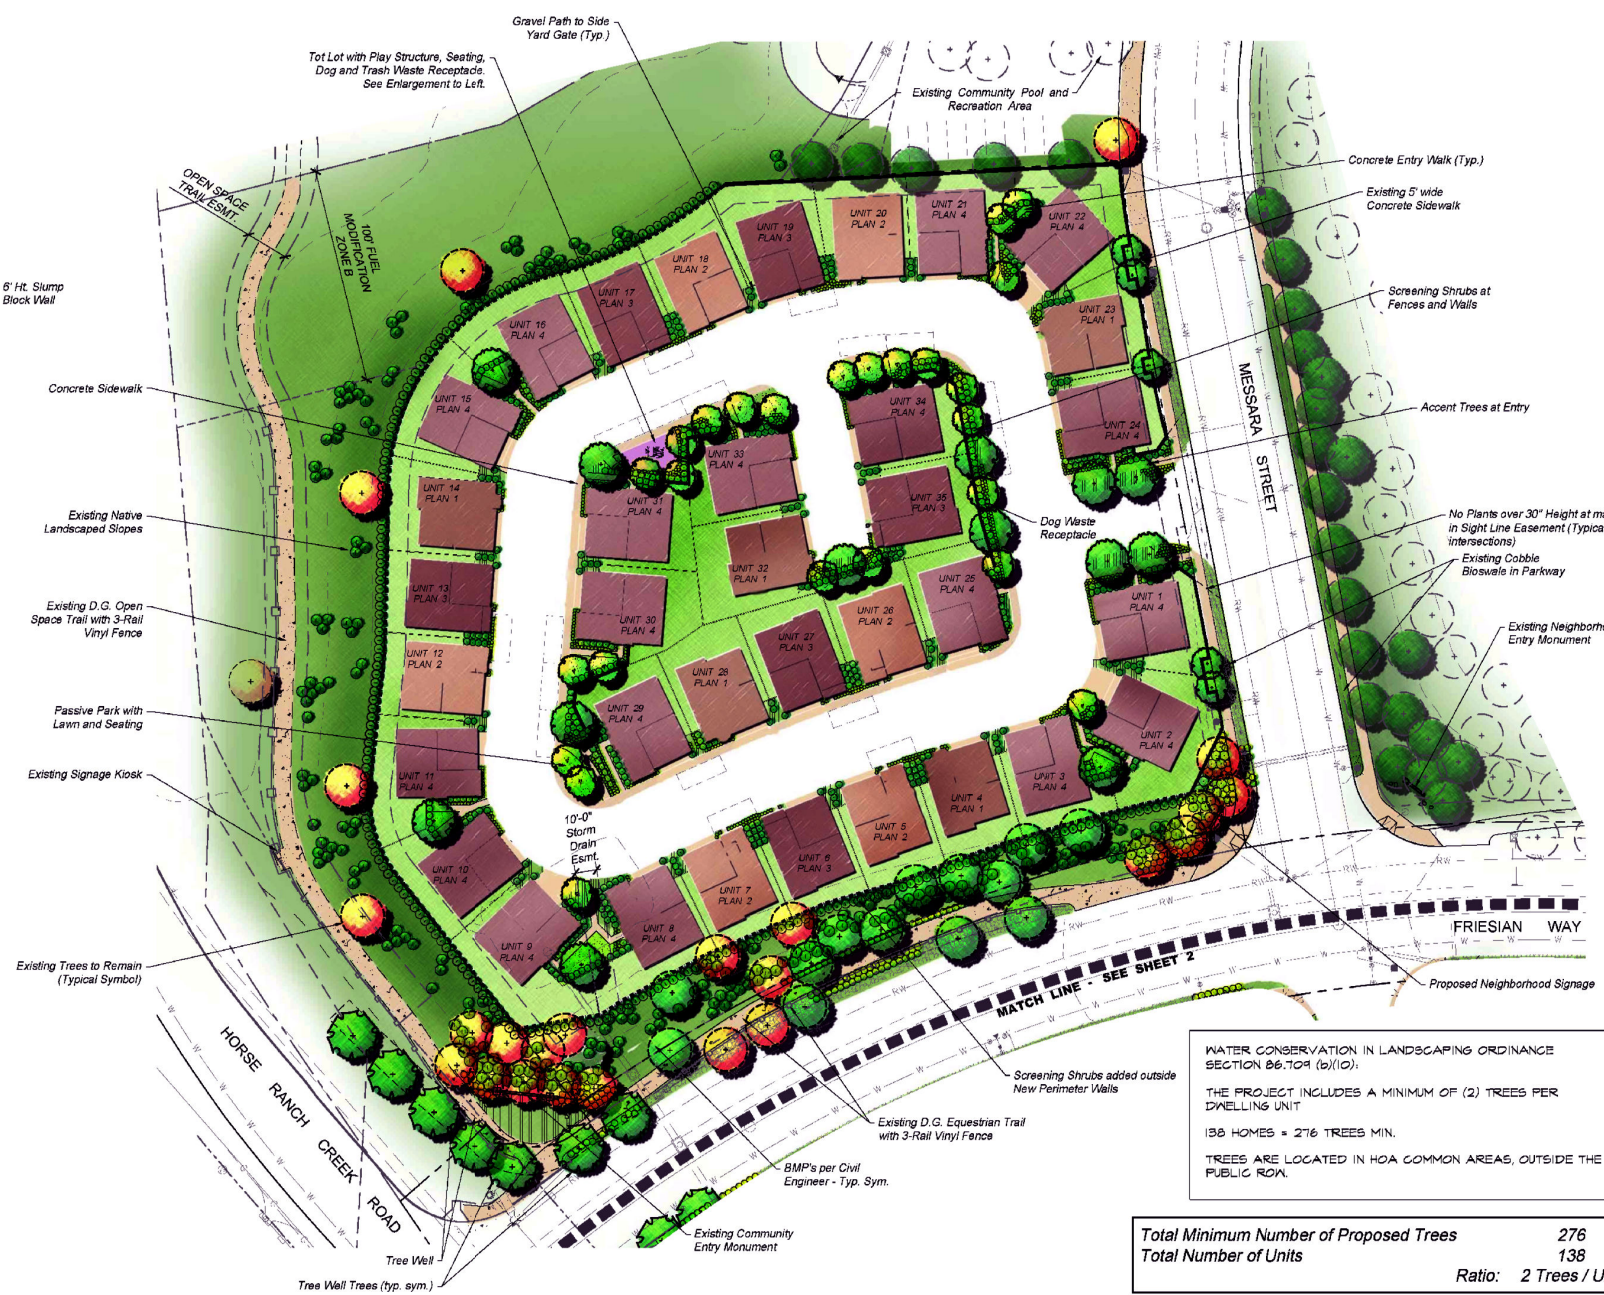 Gravel Path to Side
Yard Gate (Typ.)
Tot Lot with Play Structure, Seating,
Dog and Trash Waste Receptacle.
See Enlargement to Left.
Existing Community Pool and
Recreation Area
Concrete Entry Walk (Typ.)
Existing 5' wide
Concrete Sidewalk
OPEN SPACE
TRAIL ESMT.
100' FUEL
MODIFICATION
ZONE B
6' Ht. Slump
Block Wall
Screening Shrubs at
Fences and Walls
Concrete Sidewalk
MESSARA STREET
Accent Trees at Entry
Existing Native
Landscaped Slopes
Dog Waste
Receptacle
No Plants over 30" Height at
in Sight Line Easement
intersections)
Existing Cobble
Bioswale in Parkway
Existing D.G. Open
Space Trail with 3-Rail
Vinyl Fence
Existing
Entry Monument
Passive Park with
Lawn and Seating
Existing Signage Kiosk
10'-0"
Storm
Drain
Esmt.
UNIT 21
PLAN 4
UNIT 20
PLAN 2
UNIT 22
PLAN 4
UNIT 19
PLAN 3
UNIT 18
PLAN 2
UNIT 17
PLAN 3
UNIT 16
PLAN 4
UNIT 23
PLAN 1
UNIT 15
PLAN 4
UNIT 34
PLAN 4
UNIT 24
PLAN 4
UNIT 33
PLAN 4
UNIT 14
PLAN 1
UNIT 31
PLAN 4
UNIT 35
PLAN 3
UNIT 32
PLAN 1
UNIT 25
PLAN 4
UNIT 13
PLAN 3
UNIT 1
PLAN 4
UNIT 26
PLAN 2
UNIT 30
PLAN 4
UNIT 27
PLAN 3
UNIT 12
PLAN 2
UNIT 28
PLAN 1
UNIT 29
PLAN 4
UNIT 2
PLAN 4
UNIT 11
PLAN 4
UNIT 3
PLAN 4
UNIT 4
PLAN 1
UNIT 5
PLAN 2
UNIT 6
PLAN 3
UNIT 10
PLAN 4
UNIT 7
PLAN 2
UNIT 8
PLAN 4
UNIT 9
PLAN 4
FRIESIAN WAY
Existing Trees to Remain
(Typical Symbol)
MATCH LINE - SEE SHEET 2
Proposed Neighborhood Signage
HORSE RANCH CREEK ROAD
Screening Shrubs added outside
New Perimeter Walls
Existing D.G. Equestrian Trail
with 3-Rail Vinyl Fence
BMP's per Civil
Engineer - Typ. Sym.
Existing Community
Entry Monument
Tree Well
Tree Well Trees (typ. sym.)
WATER CONSERVATION IN LANDSCAPING ORDINANCE
SECTION 86.709 (b)(10):
THE PROJECT INCLUDES A MINIMUM OF (2) TREES PER
DWELLING UNIT
138 HOMES = 276 TREES MIN.
TREES ARE LOCATED IN HOA COMMON AREAS, OUTSIDE THE
PUBLIC ROW.
Total Minimum Number of Proposed Trees 276
Total Number of Units 138
Ratio: 2 Trees / U